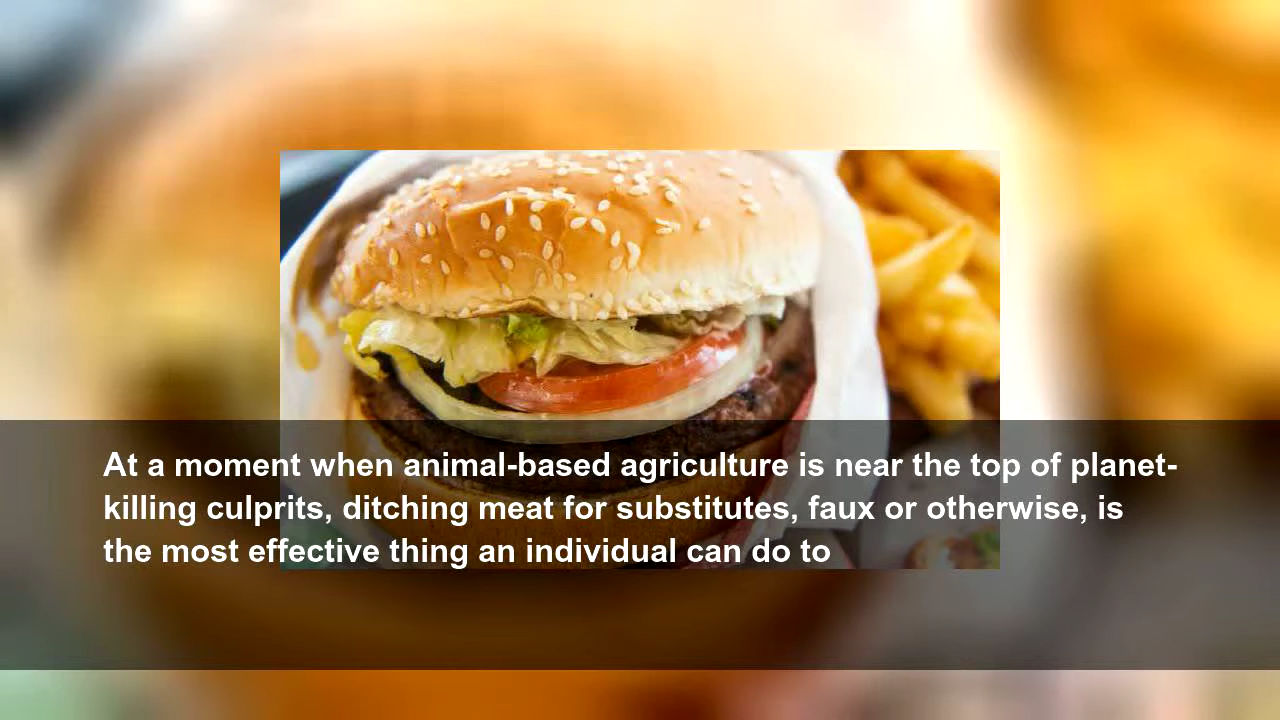 At a moment when animal-based agriculture is near the top of planet-
killing culprits, ditching meat for substitutes, faux or otherwise, is
the most effective thing an individual can do to